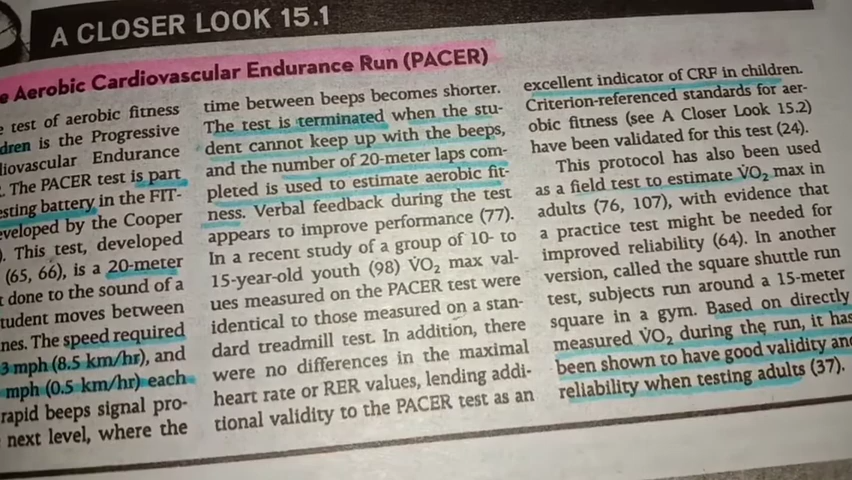 A CLOSER LOOK 15.1
Aerobic Cardiovascular Endurance Run (PACER)
test of aerobic fitness
dren is the Progressive
diovascular Endurance
The PACER test is part
esting battery in the FIT-
eveloped by the Cooper
). This test, developed
(65, 66), is a 20-meter
t done to the sound of a
tudent moves between
nes. The speed required
3 mph (8.5 km/hr), and
mph (0.5 km/hr) each
rapid beeps signal pro-
next level, where the
time between beeps becomes shorter.
The test is terminated when the stu-
dent cannot keep up with the beeps,
and the number of 20-meter laps com-
pleted is used to estimate aerobic fit-
ness. Verbal feedback during the test
appears to improve performance (77).
In a recent study of a group of 10- to
15-year-old youth (98) V̇O₂ max val-
ues measured on the PACER test were
identical to those measured on a stan-
dard treadmill test. In addition, there
were no differences in the maximal
heart rate or RER values, lending addi-
tional validity to the PACER test as an
excellent indicator of CRF in children.
Criterion-referenced standards for aer-
obic fitness (see A Closer Look 15.2)
have been validated for this test (24).
This protocol has also been used
as a field test to estimate V̇O₂ max in
adults (76, 107), with evidence that
a practice test might be needed for
improved reliability (64). In another
version, called the square shuttle run
test, subjects run around a 15-meter
square in a gym. Based on directly
measured V̇O₂ during the run, it has
been shown to have good validity and
reliability when testing adults (37).